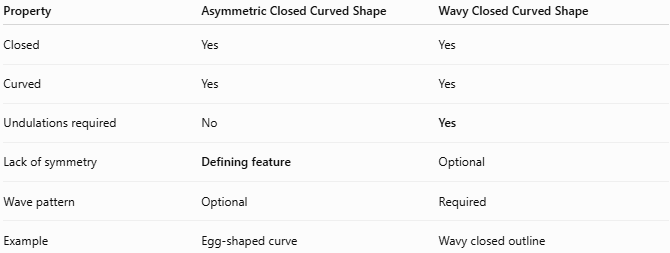 Property Asymmetric Closed Curved Shape Wavy Closed Curved Shape
Closed Yes Yes
Curved Yes Yes
Undulations required No Yes
Lack of symmetry Defining feature Optional
Wave pattern Optional Required
Example Egg-shaped curve Wavy closed outline